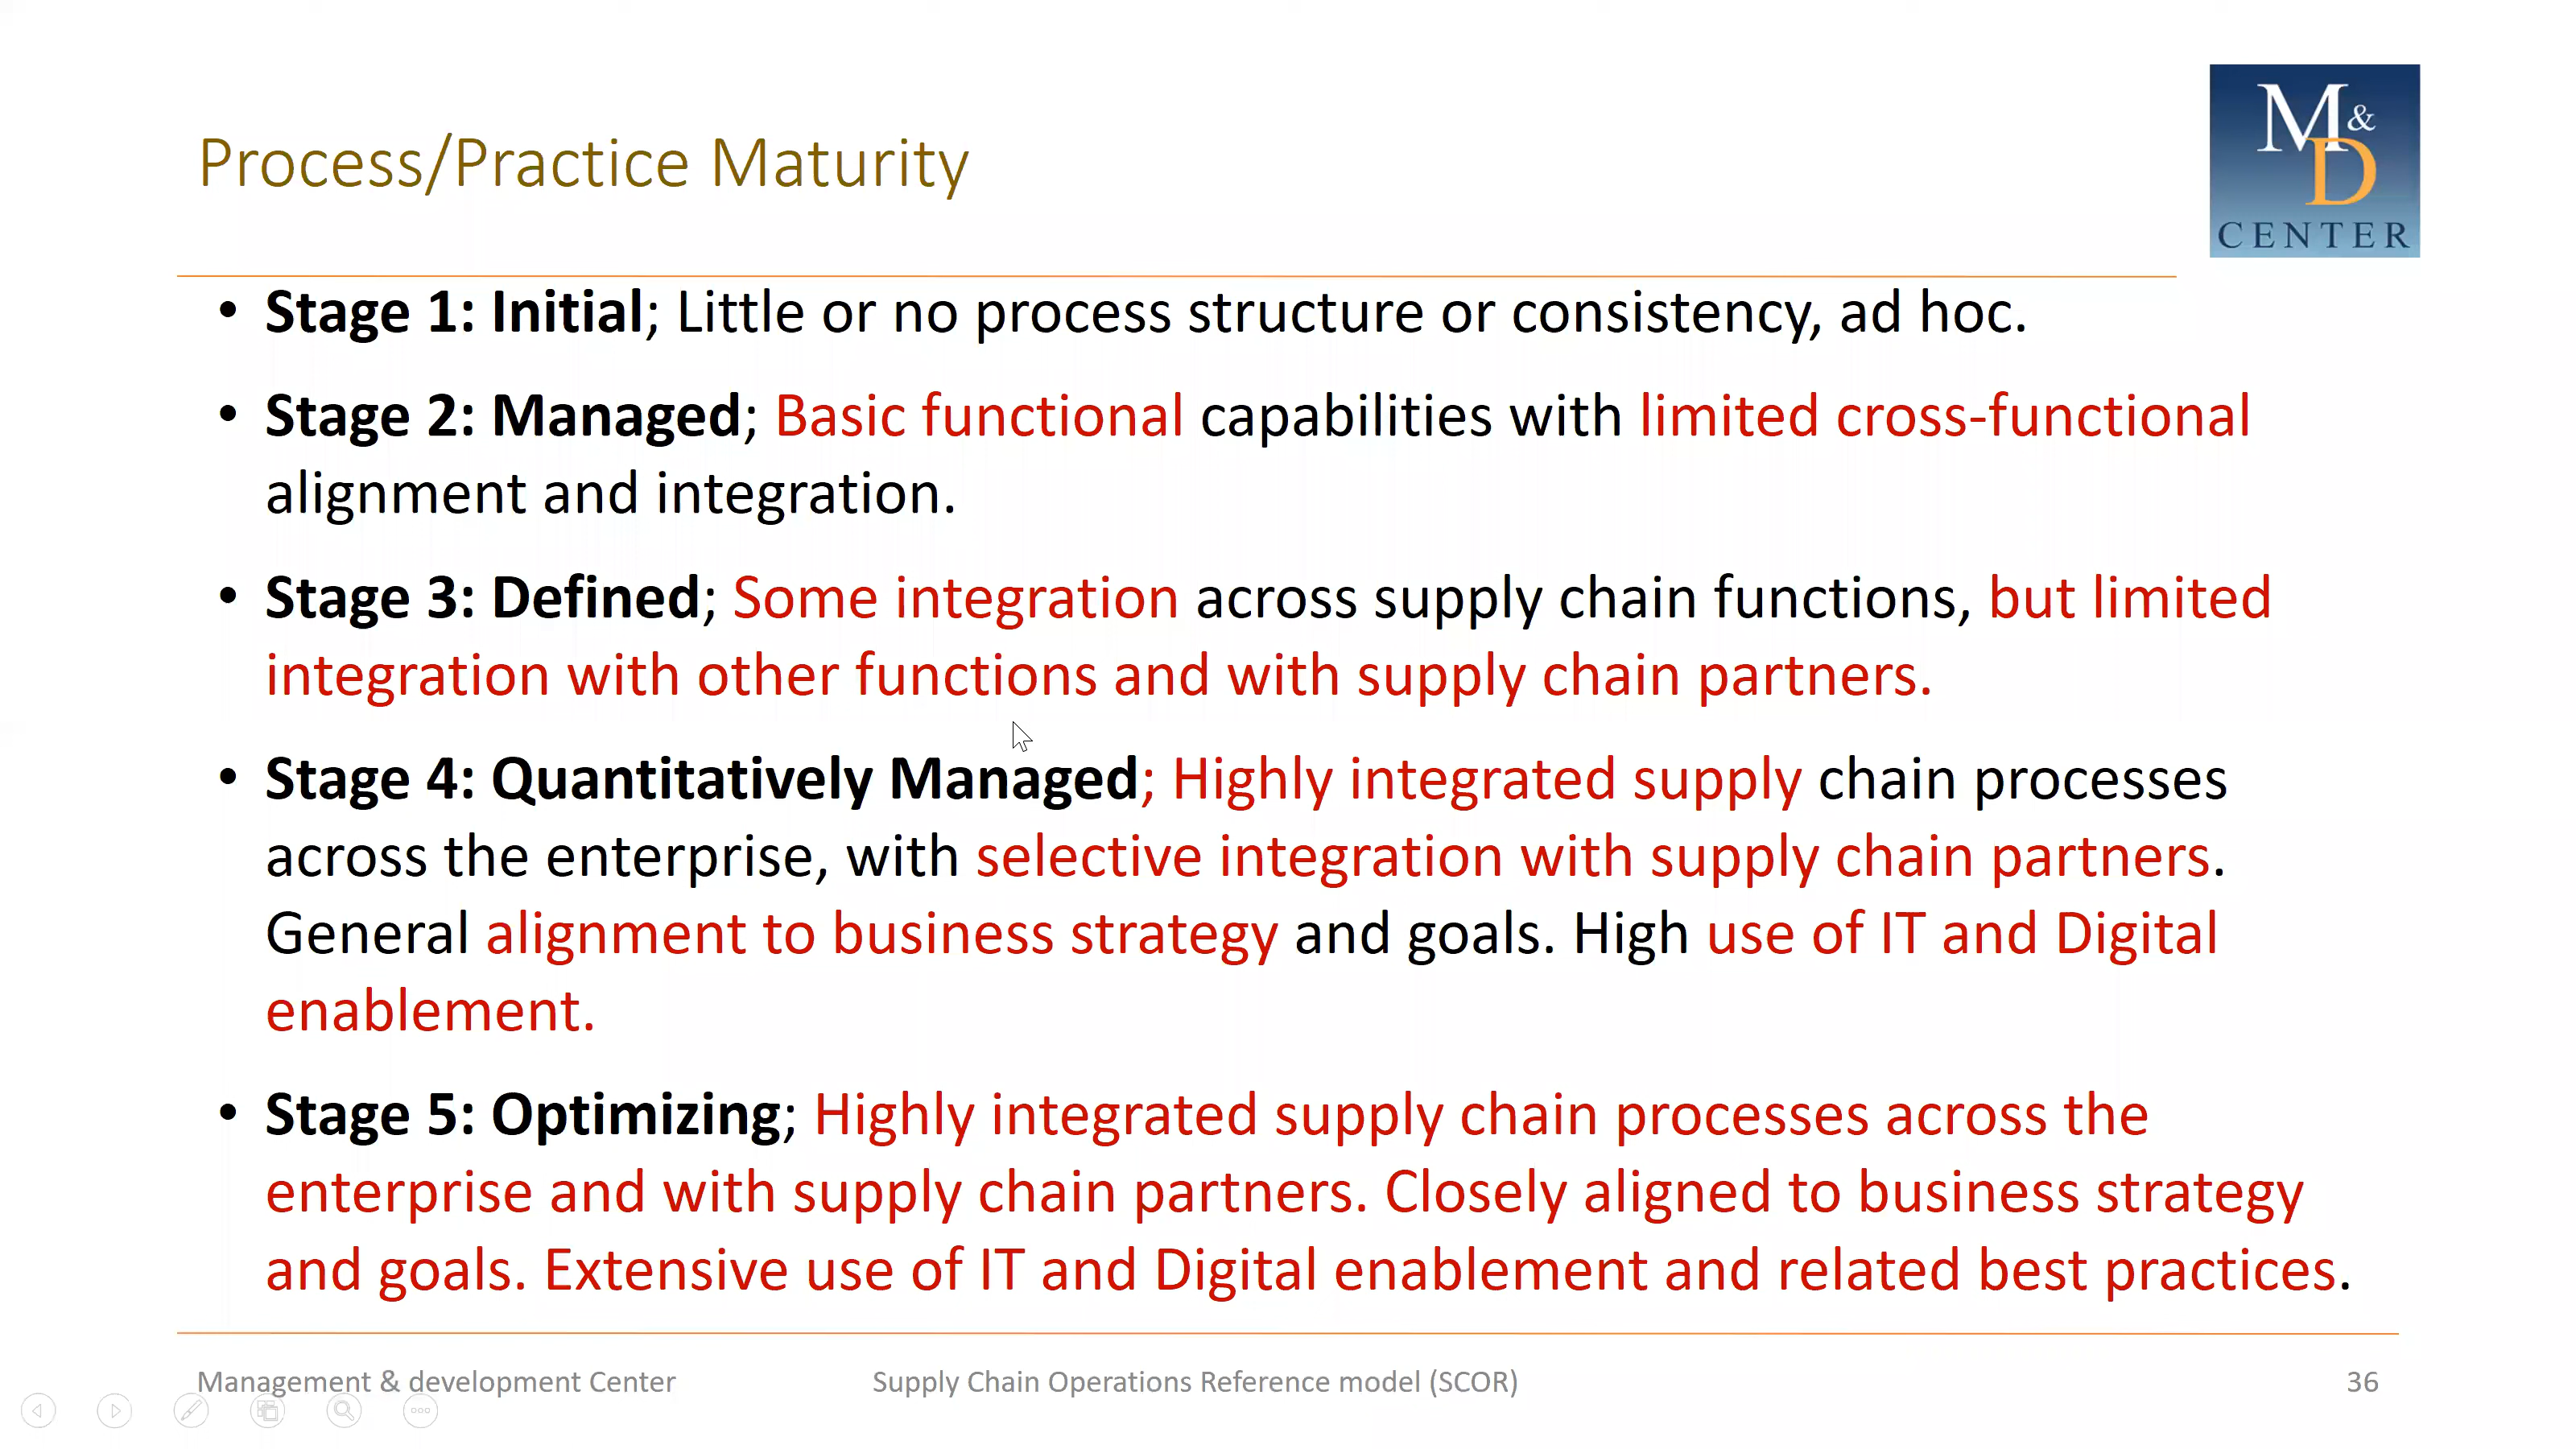 Process/Practice Maturity
M&
D
CENTER
• Stage 1: Initial; Little or no process structure or consistency, ad hoc.
• Stage 2: Managed; Basic functional capabilities with limited cross-functional
alignment and integration.
• Stage 3: Defined; Some integration across supply chain functions, but limited
integration with other functions and with supply chain partners.
• Stage 4: Quantitatively Managed; Highly integrated supply chain processes
across the enterprise, with selective integration with supply chain partners.
General alignment to business strategy and goals. High use of IT and Digital
enablement.
• Stage 5: Optimizing; Highly integrated supply chain processes across the
enterprise and with supply chain partners. Closely aligned to business strategy
and goals. Extensive use of IT and Digital enablement and related best practices.
Management & development Center Supply Chain Operations Reference model (SCOR) 36